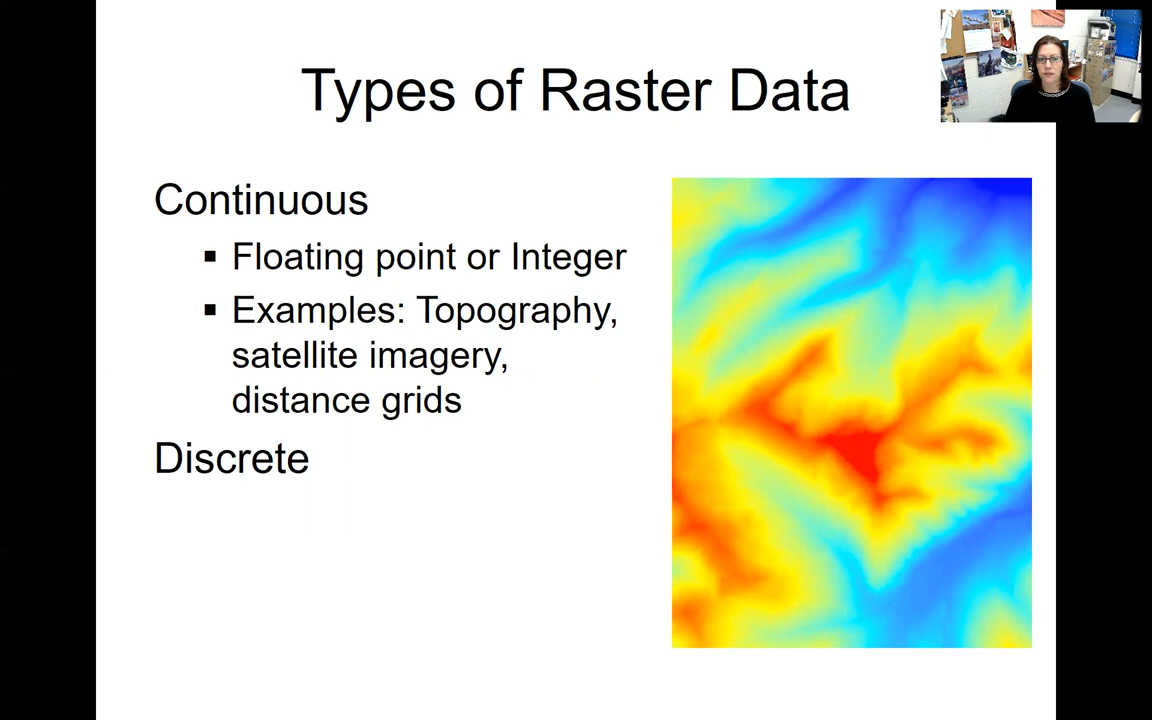 Types of Raster Data
Continuous
▪ Floating point or Integer
▪ Examples: Topography,
satellite imagery,
distance grids
Discrete